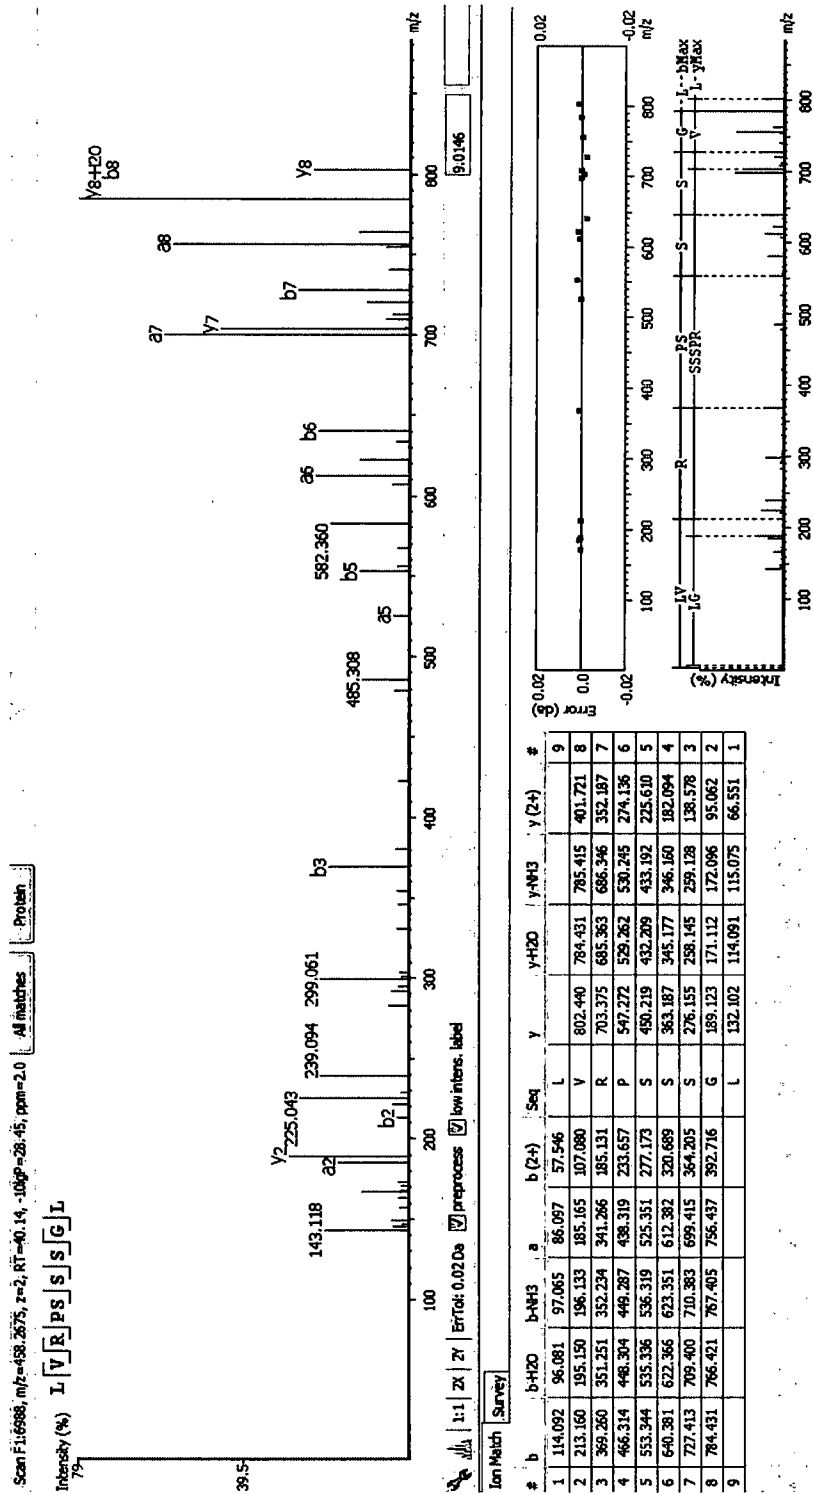 Scan F1:6988, m/z=458.2675, z=2, RT=40.14, -10lgP=28.45, ppm=2.0 All matches Protein
L V R PS S S G L
Intensity (%)
79
39.5
143.118
a2
y2
b2
225.043
239.094
299.061
b3
485.308
a5
b5
582.360
a6
b6
a7
y7
b7
a8
y8-H2O
b8
y8
100 200 300 400 500 600 700 800 m/z
1:1 2X 2Y ErrTol: 0.02 Da preprocess low intens. label 9.0146
Ion Match Survey
# b b-H2O b-NH3 a b (2+) Seq y y-H2O y-NH3 y (2+) #
1 114.092 96.081 97.065 86.097 57.546 L 9
2 213.160 195.150 196.133 185.165 107.080 V 802.440 784.431 785.415 401.721 8
3 369.260 351.251 352.234 341.266 185.131 R 703.375 685.363 686.346 352.187 7
4 466.314 448.304 449.287 438.319 233.657 P 547.272 529.262 530.245 274.136 6
5 553.344 535.336 536.319 525.351 277.173 S 450.219 432.209 433.192 225.610 5
6 640.381 622.366 623.351 612.382 320.689 S 363.187 345.177 346.160 182.094 4
7 727.413 709.400 710.383 699.415 364.205 S 276.155 258.145 259.128 138.578 3
8 784.431 766.421 767.405 756.437 392.716 G 189.123 171.112 172.096 95.062 2
9 L 132.102 114.091 115.075 66.551 1
0.02 0.02
Error (da) 0.0
-0.02 -0.02
100 200 300 400 500 600 700 800 m/z
LV R PS S S G L--bMax
LG SSSPR V L-yMax
Intensity (%)
100 200 300 400 500 600 700 800 m/z